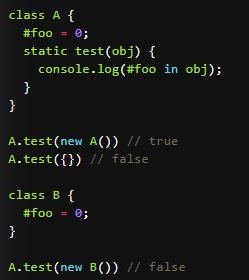 class A {
  #foo = 0;
  static test(obj) {
    console.log(#foo in obj);
  }
}

A.test(new A()) // true
A.test({}) // false

class B {
  #foo = 0;
}

A.test(new B()) // false